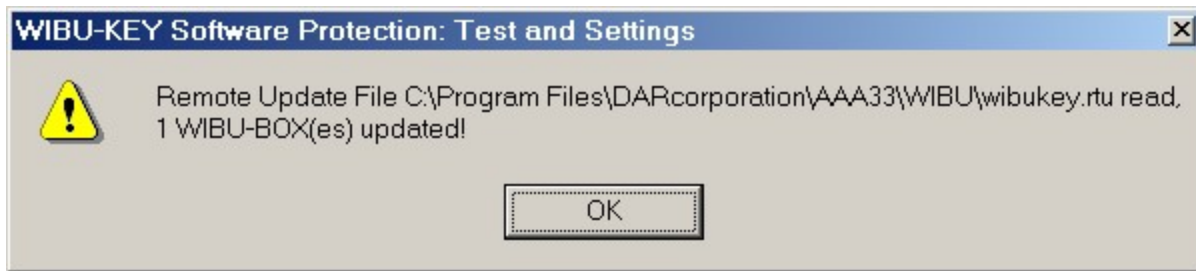 WIBU-KEY Software Protection: Test and Settings
Remote Update File C:\Program Files\DARcorporation\AAA33\WIBU\wibukey.rtu read,
1 WIBU-BOX(es) updated!
OK